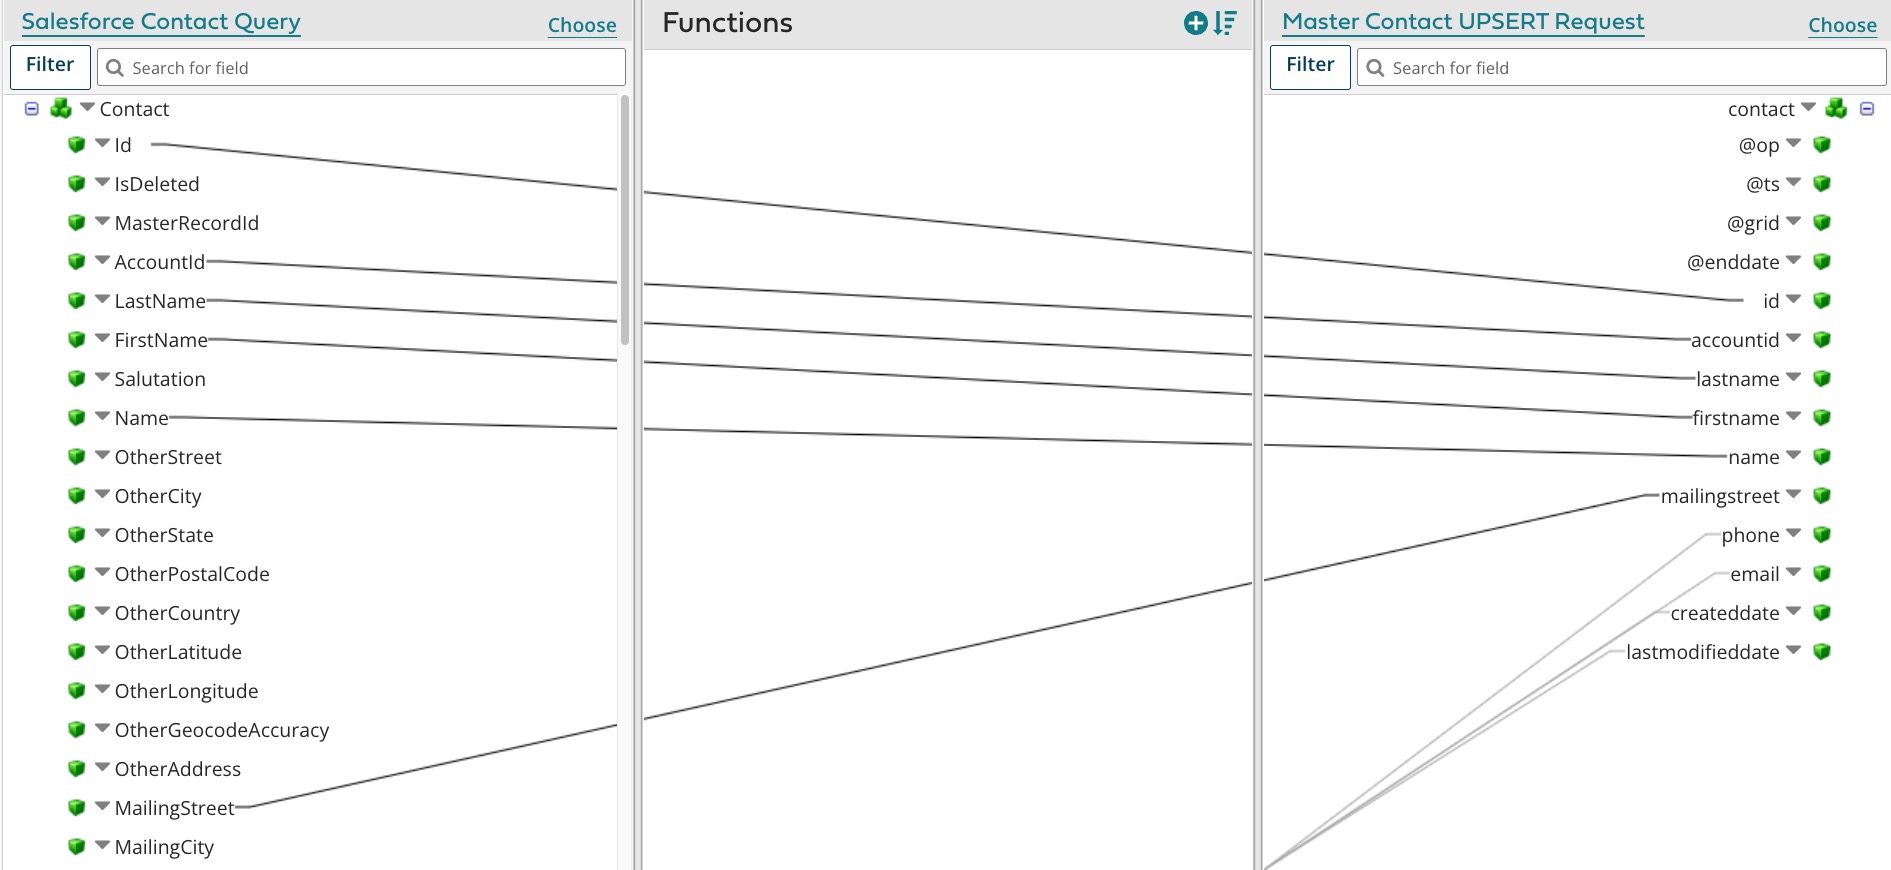 Salesforce Contact Query
Choose
Filter
Search for field
Contact
Id
IsDeleted
MasterRecordId
AccountId
LastName
FirstName
Salutation
Name
OtherStreet
OtherCity
OtherState
OtherPostalCode
OtherCountry
OtherLatitude
OtherLongitude
OtherGeocodeAccuracy
OtherAddress
MailingStreet
MailingCity
Functions
Master Contact UPSERT Request
Choose
Filter
Search for field
contact
@op
@ts
@grid
@enddate
id
accountid
lastname
firstname
name
mailingstreet
phone
email
createddate
lastmodifieddate